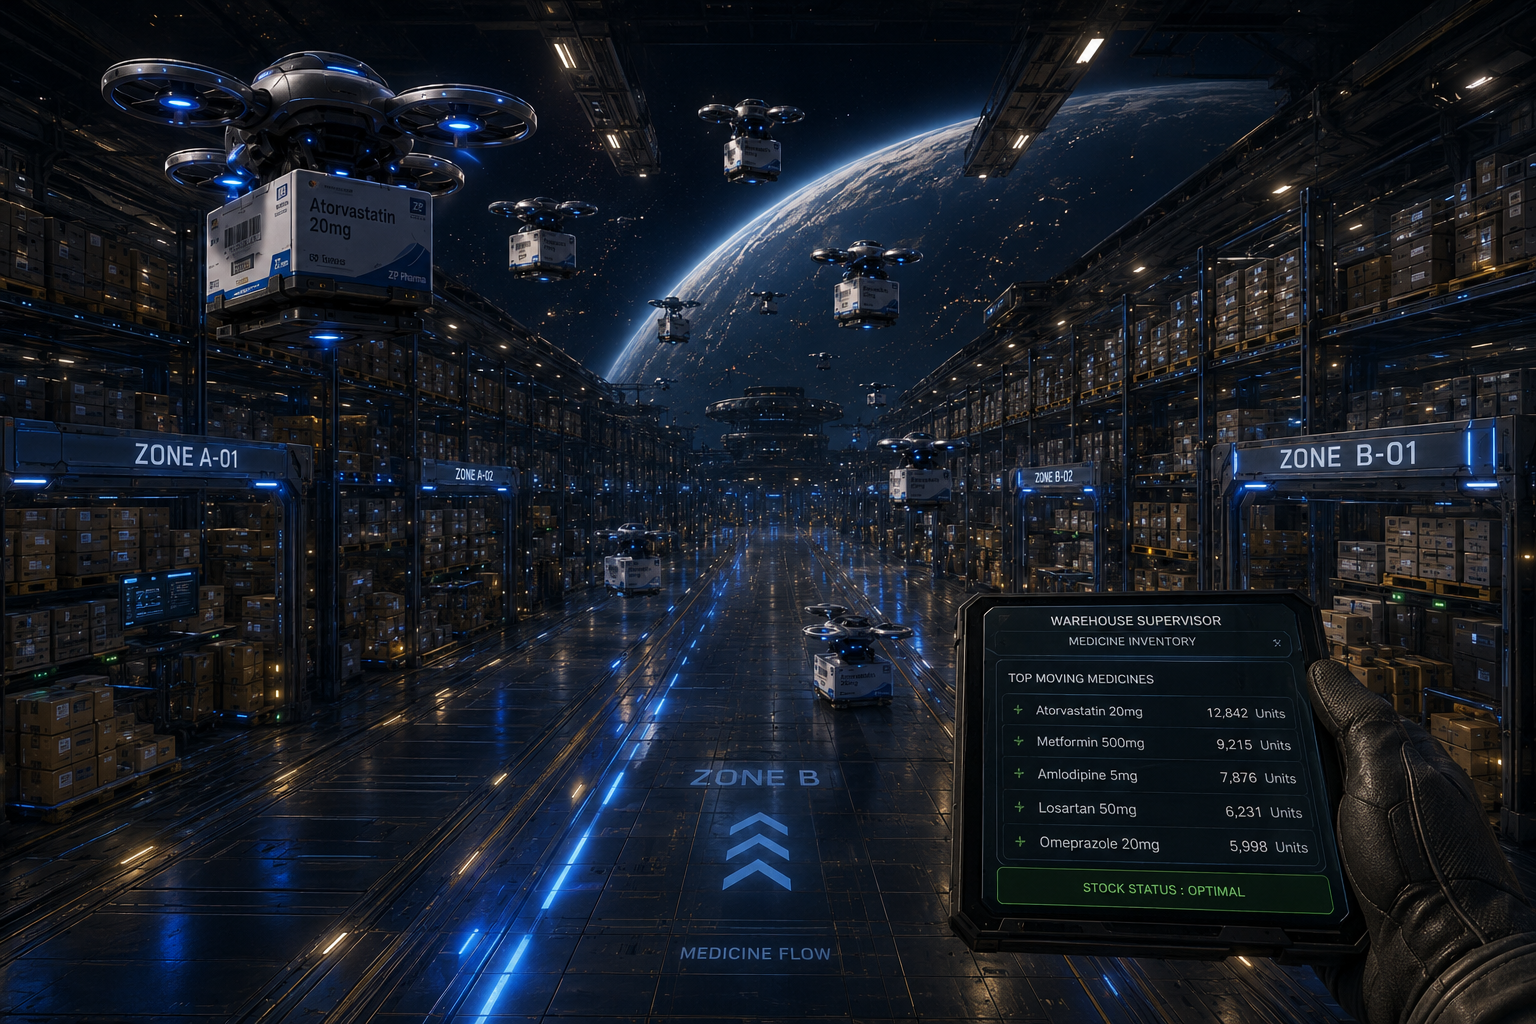 Atorvastatin
20mg
ZP
ZP Pharma
ZONE A-01
ZONE A-02
ZONE B-02
ZONE B-01
ZONE B
MEDICINE FLOW
WAREHOUSE SUPERVISOR
MEDICINE INVENTORY
TOP MOVING MEDICINES
Atorvastatin 20mg 12,842 Units
Metformin 500mg 9,215 Units
Amlodipine 5mg 7,876 Units
Losartan 50mg 6,231 Units
Omeprazole 20mg 5,998 Units
STOCK STATUS : OPTIMAL